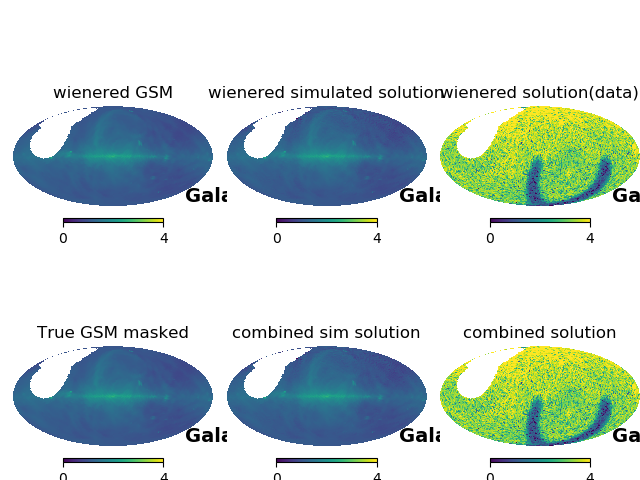 wienered GSM
wienered simulated solution
wienered solution(data)
Gala
Gala
Ga
0 4
0 4
0 4
True GSM masked
combined sim solution
combined solution
Gala
Gala
Ga
0 4
0 4
0 4